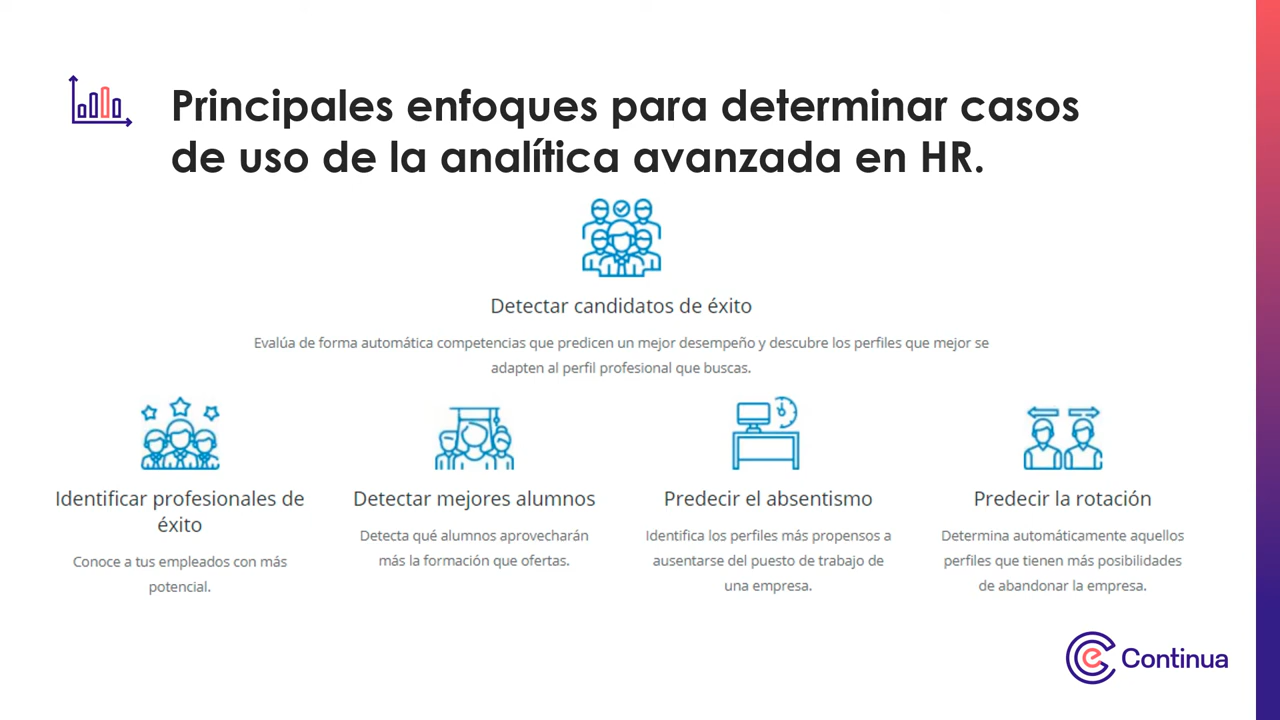 Principales enfoques para determinar casos
de uso de la analítica avanzada en HR.
Detectar candidatos de éxito
Evalúa de forma automática competencias que predicen un mejor desempeño y descubre los perfiles que mejor se
adapten al perfil profesional que buscas.
Identificar profesionales de
éxito
Conoce a tus empleados con más
potencial.
Detectar mejores alumnos
Detecta qué alumnos aprovecharán
más la formación que ofertas.
Predecir el absentismo
Identifica los perfiles más propensos a
ausentarse del puesto de trabajo de
una empresa.
Predecir la rotación
Determina automáticamente aquellos
perfiles que tienen más posibilidades
de abandonar la empresa.
Continua